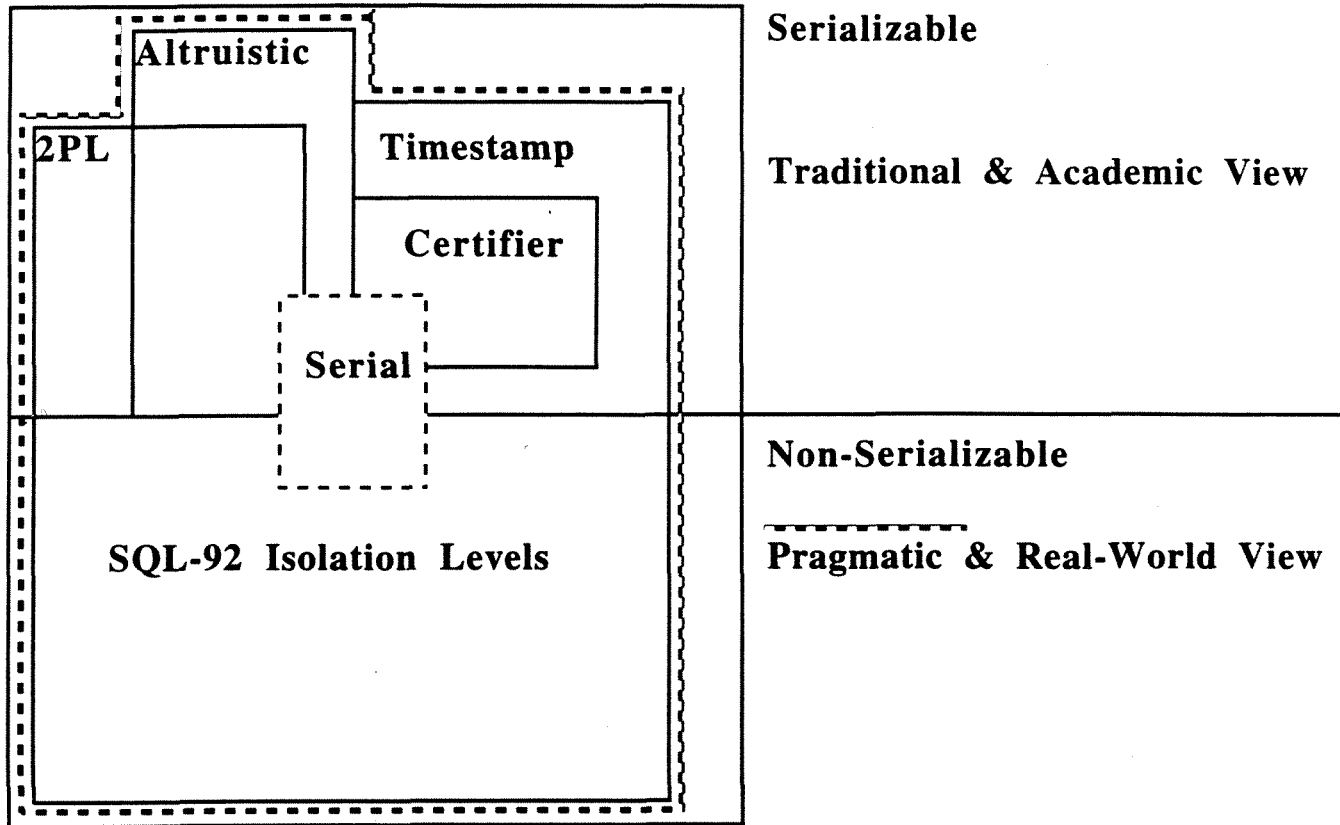 Serializable
Altruistic
2PL
Timestamp
Traditional & Academic View
Certifier
Serial
Non-Serializable
SQL-92 Isolation Levels
Pragmatic & Real-World View